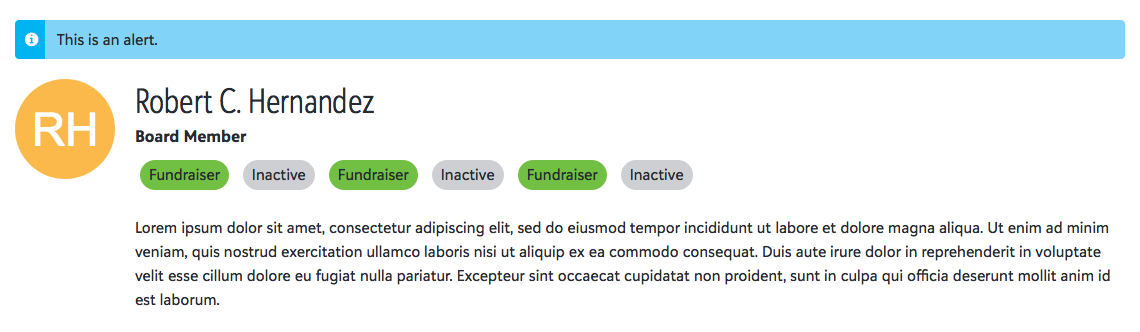 This is an alert.
RH
Robert C. Hernandez
Board Member
Fundraiser Inactive Fundraiser Inactive Fundraiser Inactive
Lorem ipsum dolor sit amet, consectetur adipiscing elit, sed do eiusmod tempor incididunt ut labore et dolore magna aliqua. Ut enim ad minim
veniam, quis nostrud exercitation ullamco laboris nisi ut aliquip ex ea commodo consequat. Duis aute irure dolor in reprehenderit in voluptate
velit esse cillum dolore eu fugiat nulla pariatur. Excepteur sint occaecat cupidatat non proident, sunt in culpa qui officia deserunt mollit anim id
est laborum.